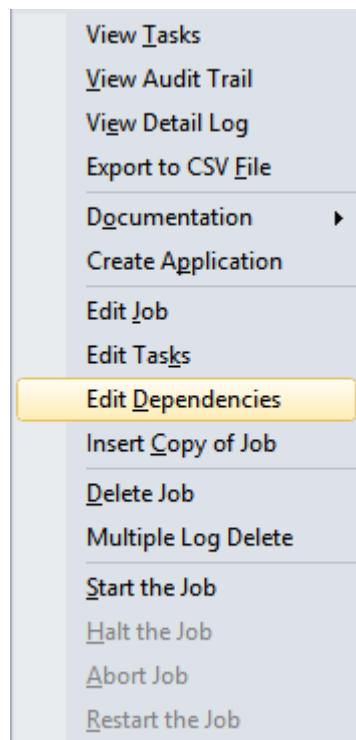 View Tasks
View Audit Trail
View Detail Log
Export to CSV File
Documentation
Create Application
Edit Job
Edit Tasks
Edit Dependencies
Insert Copy of Job
Delete Job
Multiple Log Delete
Start the Job
Halt the Job
Abort Job
Restart the Job